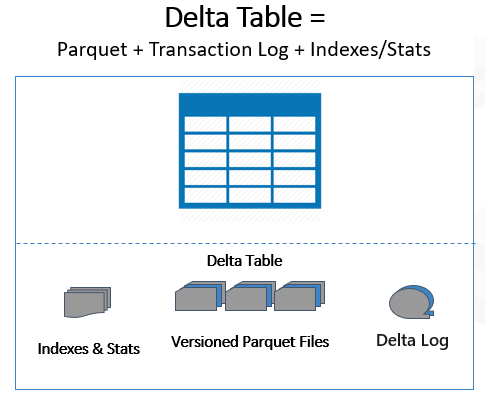 Delta Table =
Parquet + Transaction Log + Indexes/Stats
Delta Table
Indexes & Stats
Versioned Parquet Files
Delta Log